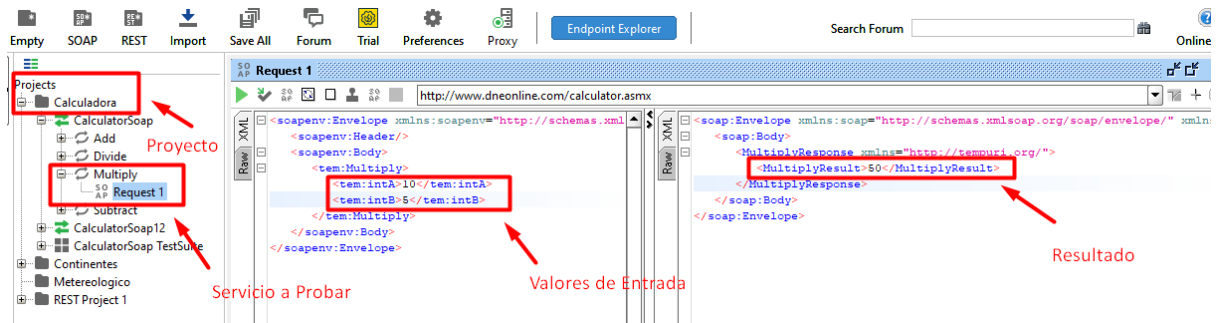 Empty SOAP REST Import Save All Forum Trial Preferences Proxy Endpoint Explorer Search Forum Online
Projects
Calculadora
CalculatorSoap
Add
Divide
Multiply
Request 1
Subtract
CalculatorSoap12
CalculatorSoap TestSuite
Continentes
Metereologico
REST Project 1
Proyecto
Servicio a Probar
SOAP Request 1
http://www.dneonline.com/calculator.asmx
XML
Raw
<soapenv:Envelope xmlns:soapenv="http://schemas.xml
<soapenv:Header/>
<soapenv:Body>
<tem:Multiply>
<tem:intA>10</tem:intA>
<tem:intB>5</tem:intB>
</tem:Multiply>
</soapenv:Body>
</soapenv:Envelope>
Valores de Entrada
XML
Raw
<soap:Envelope xmlns:soap="http://schemas.xmlsoap.org/soap/envelope/" xmlns
<soap:Body>
<MultiplyResponse xmlns="http://tempuri.org/">
<MultiplyResult>50</MultiplyResult>
</MultiplyResponse>
</soap:Body>
</soap:Envelope>
Resultado